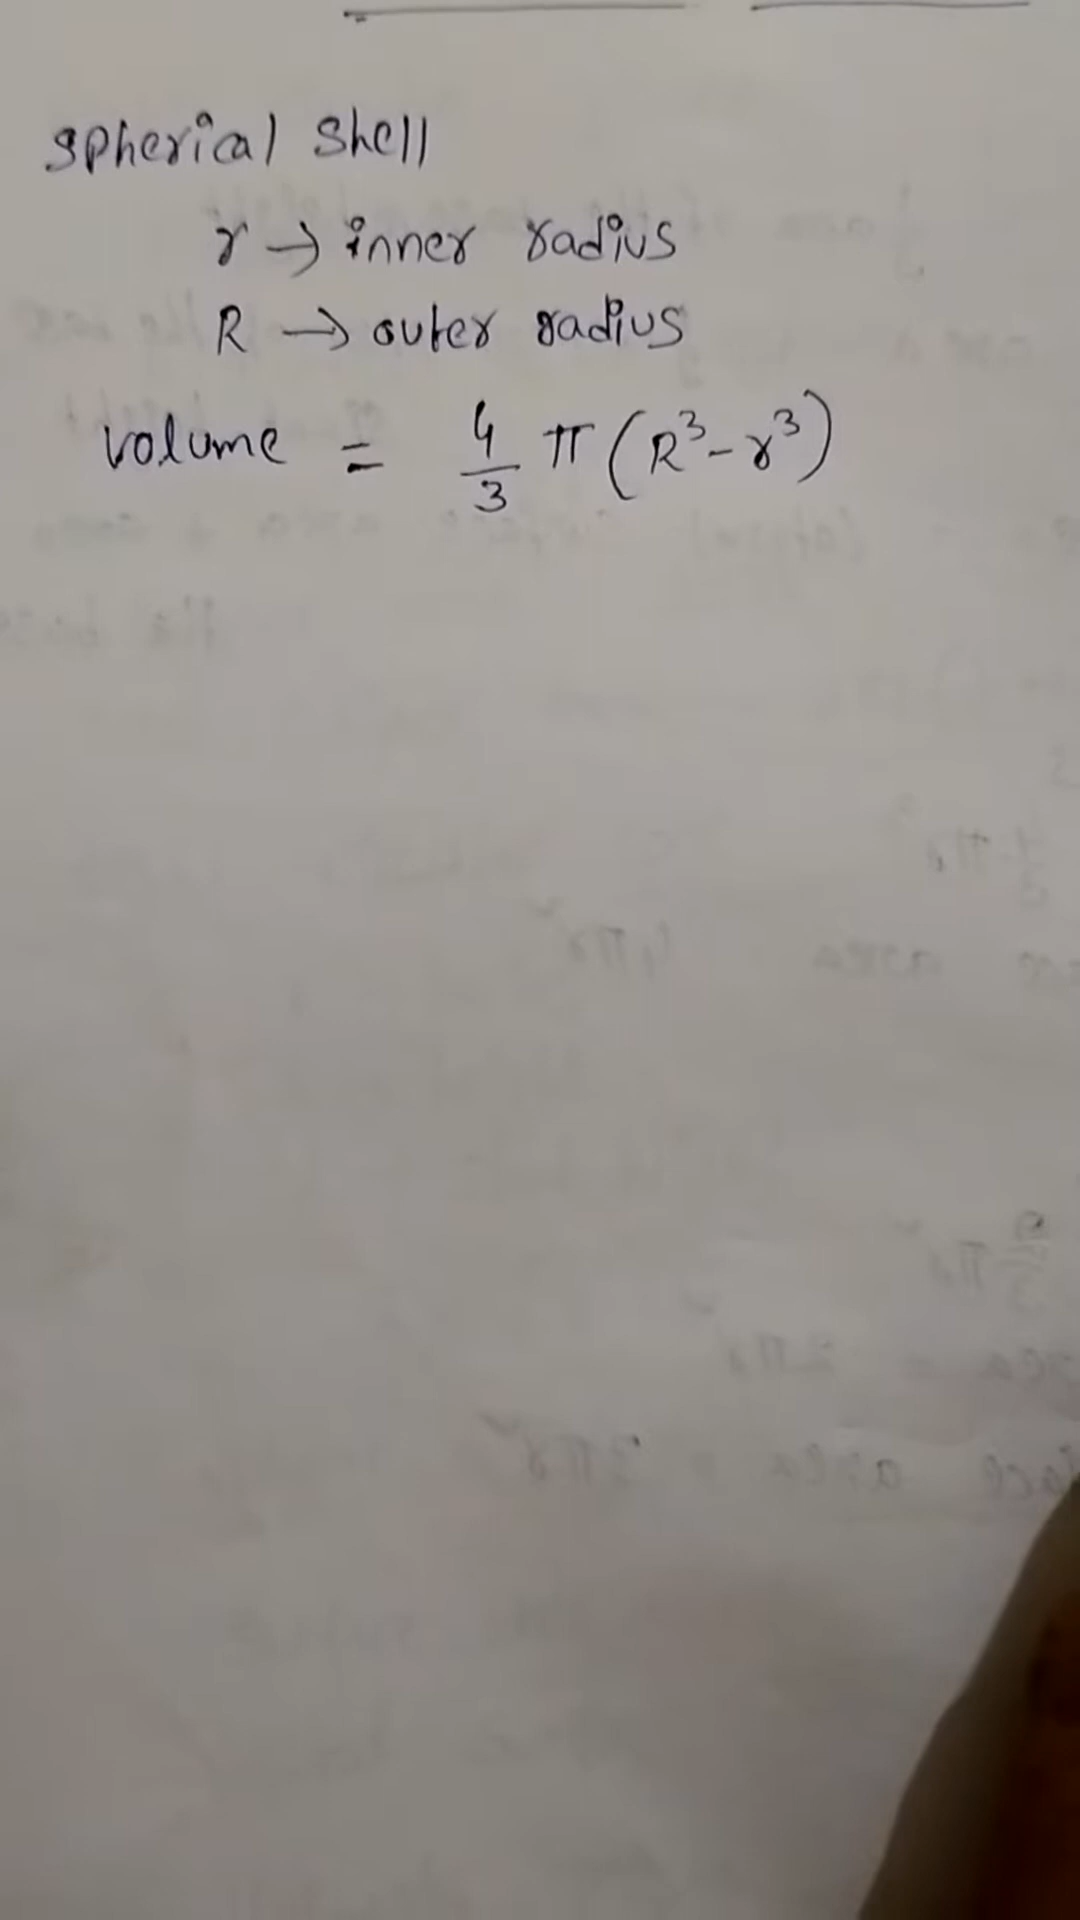 Spherical Shell
r → inner radius
R → outer radius
volume = 4/3 π (R³ - r³)